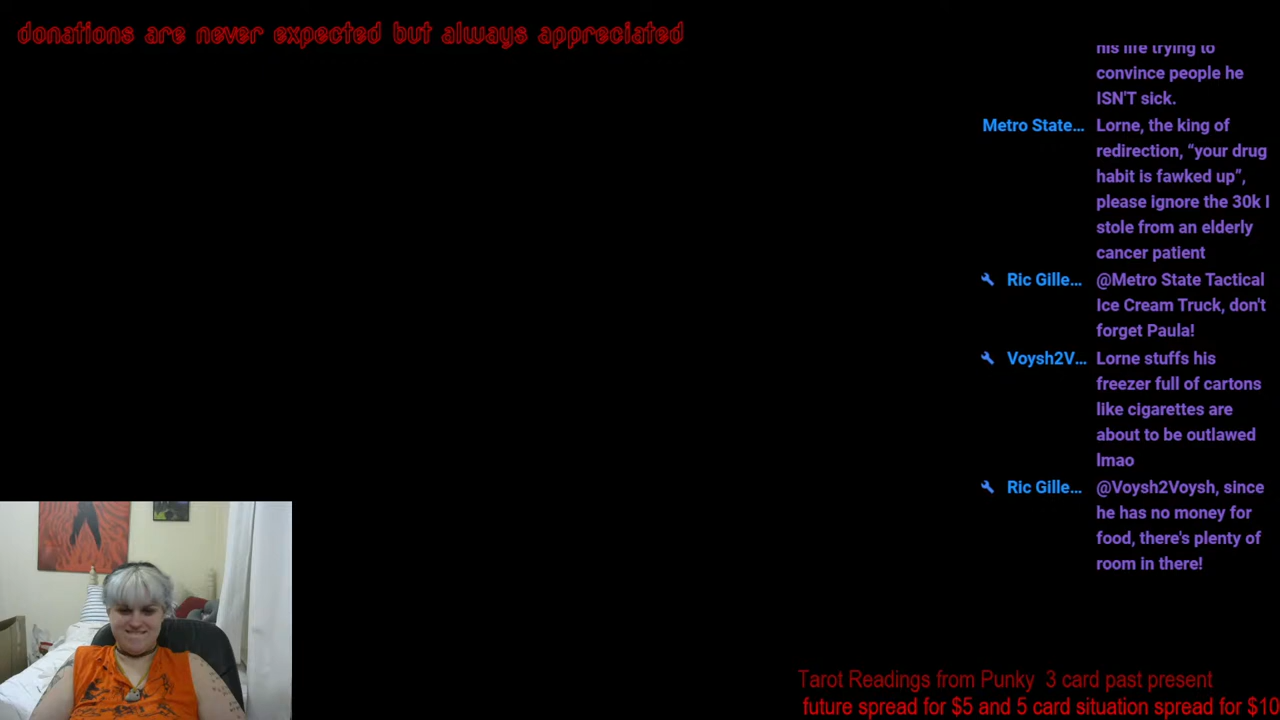 donations are never expected but always appreciated
his life trying to
convince people he
ISN'T sick.
Metro State… Lorne, the king of
redirection, “your drug
habit is fawked up”,
please ignore the 30k I
stole from an elderly
cancer patient
Ric Gille… @Metro State Tactical
Ice Cream Truck, don't
forget Paula!
Voysh2V… Lorne stuffs his
freezer full of cartons
like cigarettes are
about to be outlawed
lmao
Ric Gille… @Voysh2Voysh, since
he has no money for
food, there's plenty of
room in there!
Tarot Readings from Punky 3 card past present
future spread for $5 and 5 card situation spread for $10